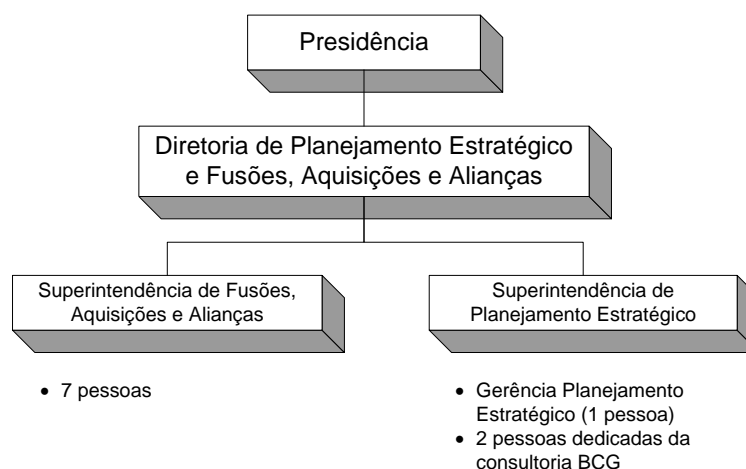 Presidência
Diretoria de Planejamento Estratégico
e Fusões, Aquisições e Alianças
Superintendência de Fusões,
Aquisições e Alianças
Superintendência de
Planejamento Estratégico
• 7 pessoas
• Gerência Planejamento
Estratégico (1 pessoa)
• 2 pessoas dedicadas da
consultoria BCG